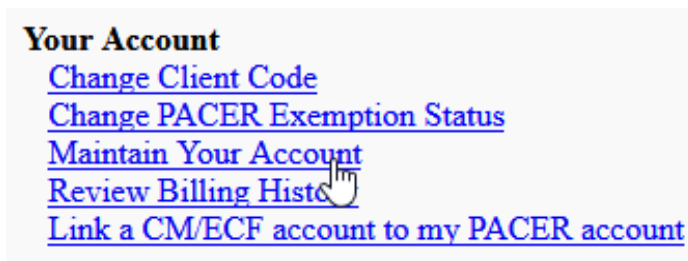 Your Account
Change Client Code
Change PACER Exemption Status
Maintain Your Account
Review Billing History
Link a CM/ECF account to my PACER account